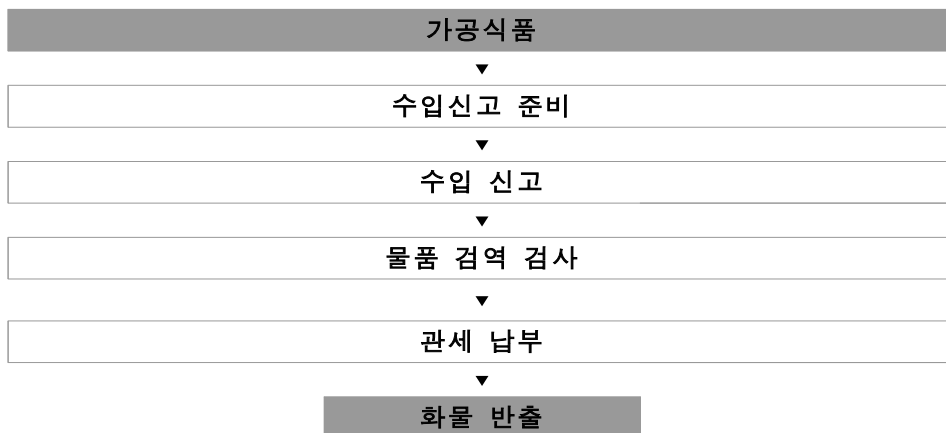 가공식품
▼
수입신고 준비
▼
수입 신고
▼
물품 검역 검사
▼
관세 납부
▼
화물 반출